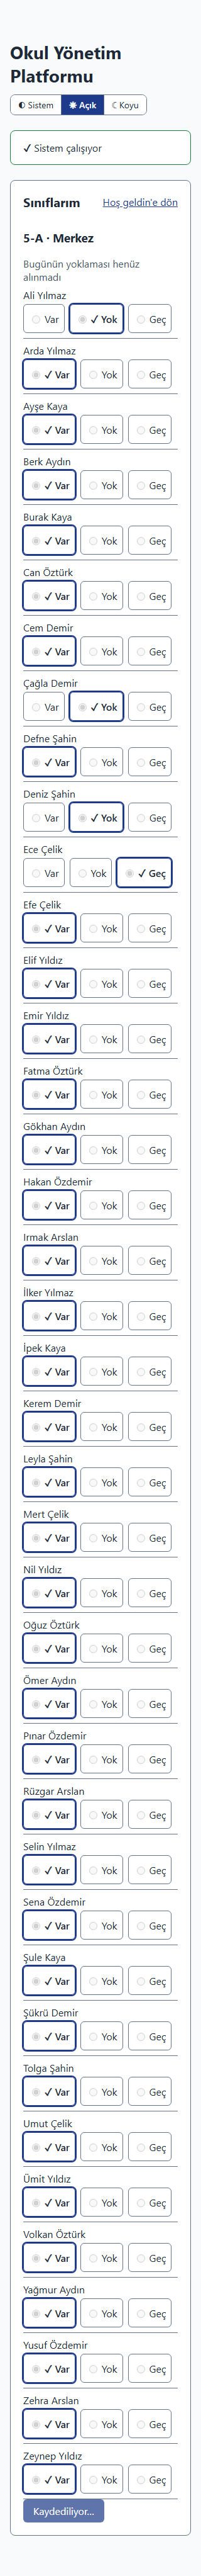 Okul Yönetim
Platformu
Sistem Açık Koyu
✓ Sistem çalışıyor
Sınıflarım Hoş geldin'e dön
5-A · Merkez
Bugünün yoklaması henüz
alınmadı
Ali Yılmaz
Var ✓ Yok Geç
Arda Yılmaz
✓ Var Yok Geç
Ayşe Kaya
✓ Var Yok Geç
Berk Aydın
✓ Var Yok Geç
Burak Kaya
✓ Var Yok Geç
Can Öztürk
✓ Var Yok Geç
Cem Demir
✓ Var Yok Geç
Çağla Demir
Var ✓ Yok Geç
Defne Şahin
✓ Var Yok Geç
Deniz Şahin
Var ✓ Yok Geç
Ece Çelik
Var Yok ✓ Geç
Efe Çelik
✓ Var Yok Geç
Elif Yıldız
✓ Var Yok Geç
Emir Yıldız
✓ Var Yok Geç
Fatma Öztürk
✓ Var Yok Geç
Gökhan Aydın
✓ Var Yok Geç
Hakan Özdemir
✓ Var Yok Geç
Irmak Arslan
✓ Var Yok Geç
İlker Yılmaz
✓ Var Yok Geç
İpek Kaya
✓ Var Yok Geç
Kerem Demir
✓ Var Yok Geç
Leyla Şahin
✓ Var Yok Geç
Mert Çelik
✓ Var Yok Geç
Nil Yıldız
✓ Var Yok Geç
Oğuz Öztürk
✓ Var Yok Geç
Ömer Aydın
✓ Var Yok Geç
Pınar Özdemir
✓ Var Yok Geç
Rüzgar Arslan
✓ Var Yok Geç
Selin Yılmaz
✓ Var Yok Geç
Sena Özdemir
✓ Var Yok Geç
Şule Kaya
✓ Var Yok Geç
Şükrü Demir
✓ Var Yok Geç
Tolga Şahin
✓ Var Yok Geç
Umut Çelik
✓ Var Yok Geç
Ümit Yıldız
✓ Var Yok Geç
Volkan Öztürk
✓ Var Yok Geç
Yağmur Aydın
✓ Var Yok Geç
Yusuf Özdemir
✓ Var Yok Geç
Zehra Arslan
✓ Var Yok Geç
Zeynep Yıldız
✓ Var Yok Geç
Kaydediliyor...